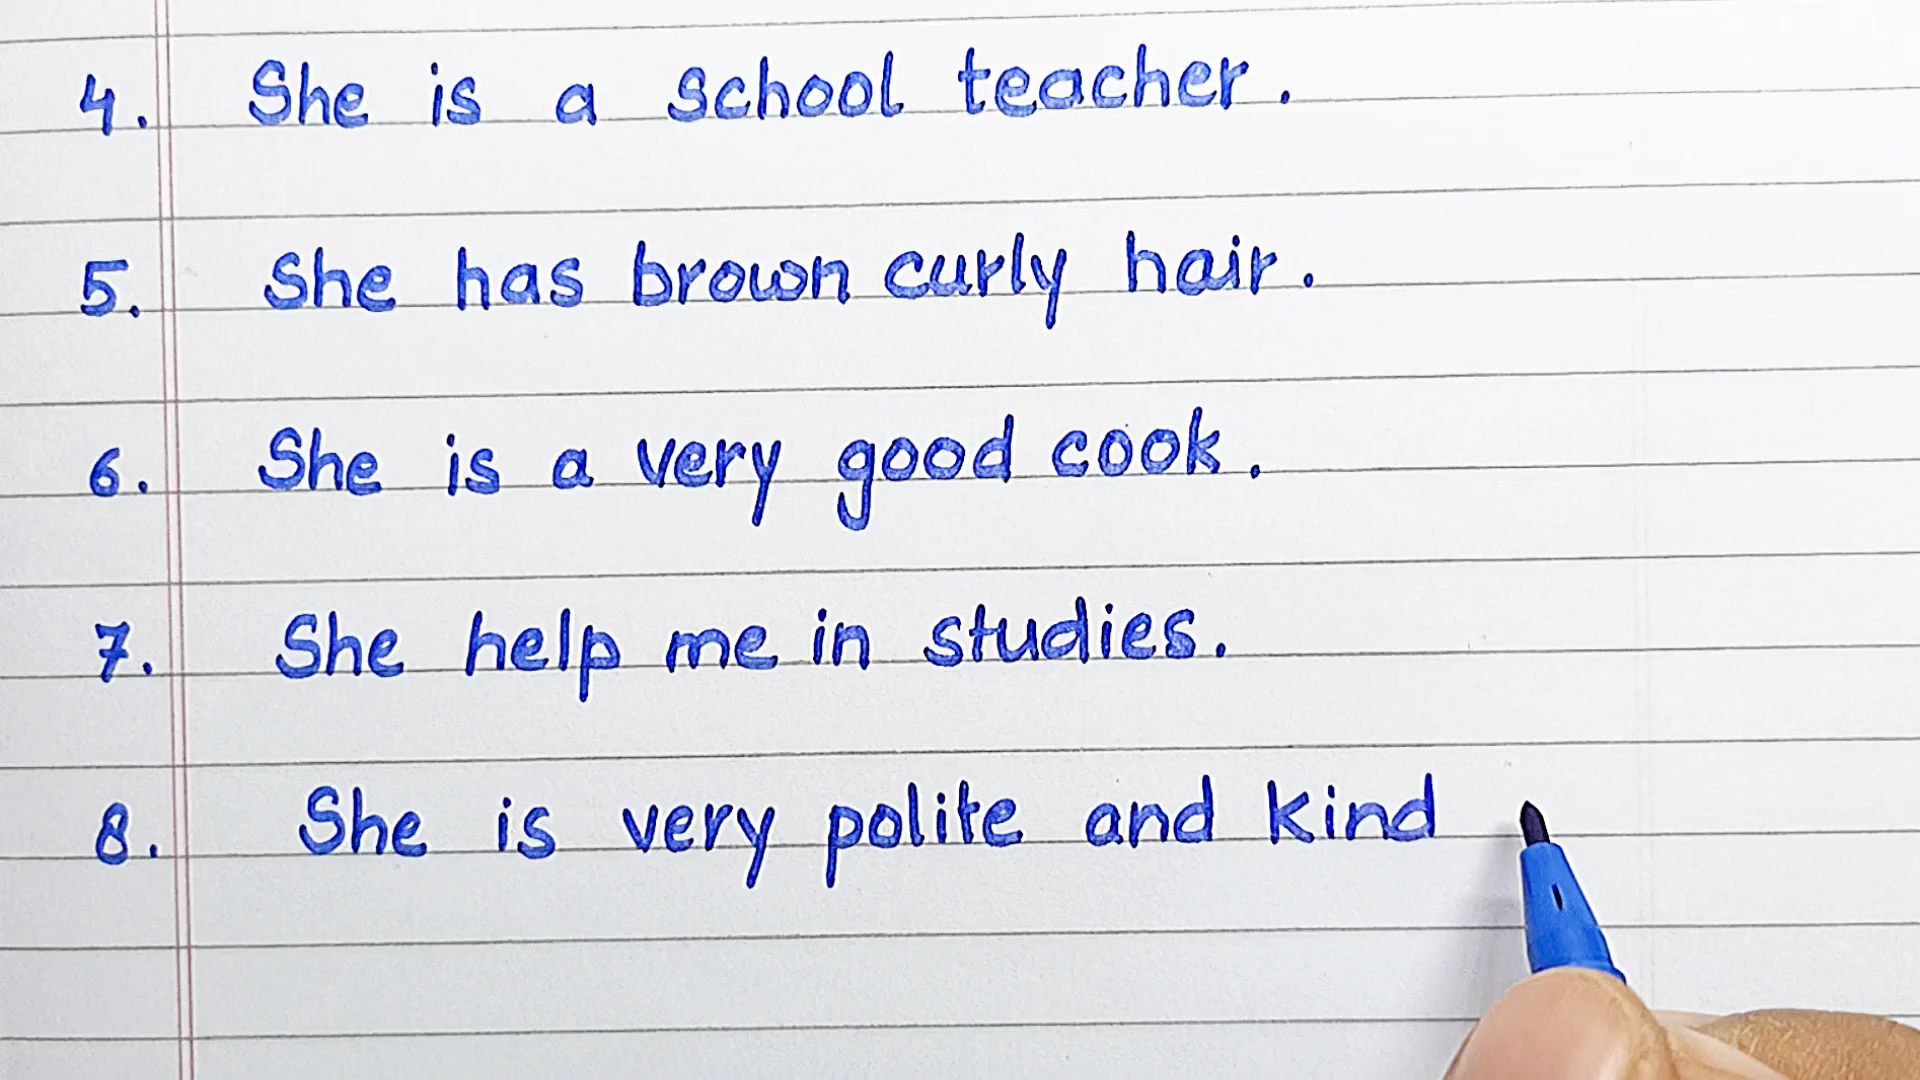 4. She is a school teacher.
5. She has brown curly hair.
6. She is a very good cook.
7. She help me in studies.
8. She is very polite and kind